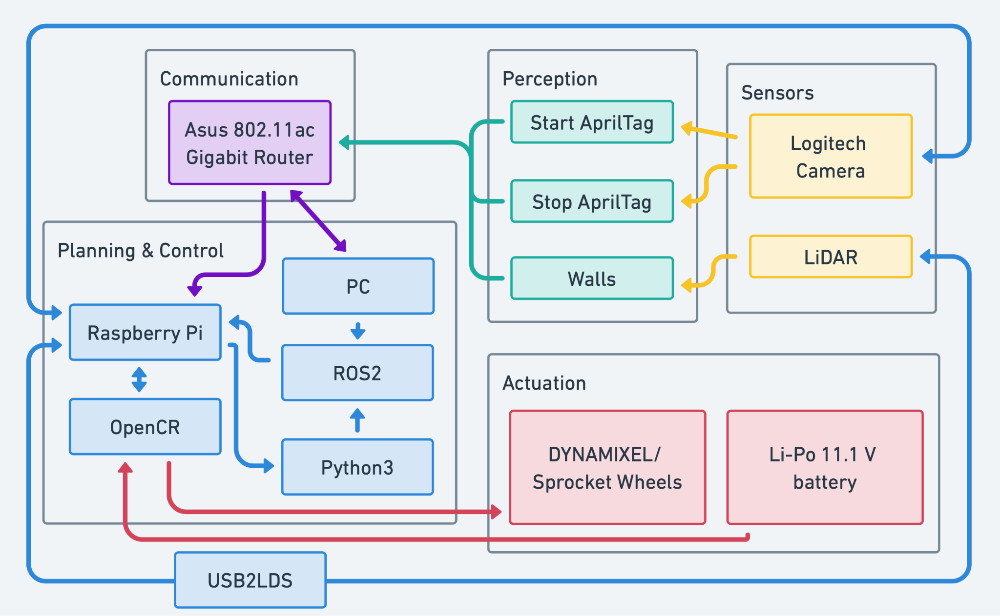 Communication
Asus 802.11ac
Gigabit Router
Perception
Start AprilTag
Stop AprilTag
Walls
Sensors
Logitech
Camera
LiDAR
Planning & Control
PC
Raspberry Pi
ROS2
OpenCR
Python3
Actuation
DYNAMIXEL/
Sprocket Wheels
Li-Po 11.1 V
battery
USB2LDS